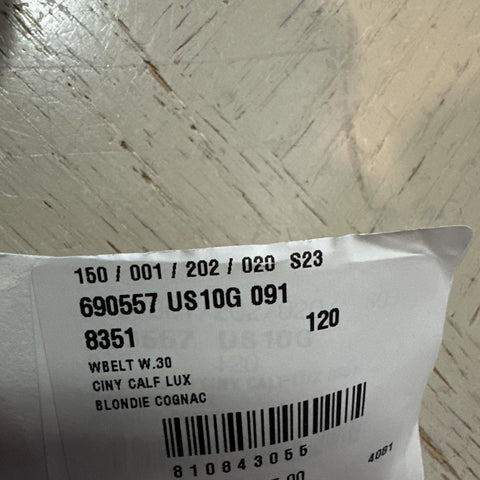 150 / 001 / 202 / 020 S23
690557 US10G 091
8351 120
WBELT W.30
CINY CALF LUX
BLONDIE COGNAC
810843055
4081